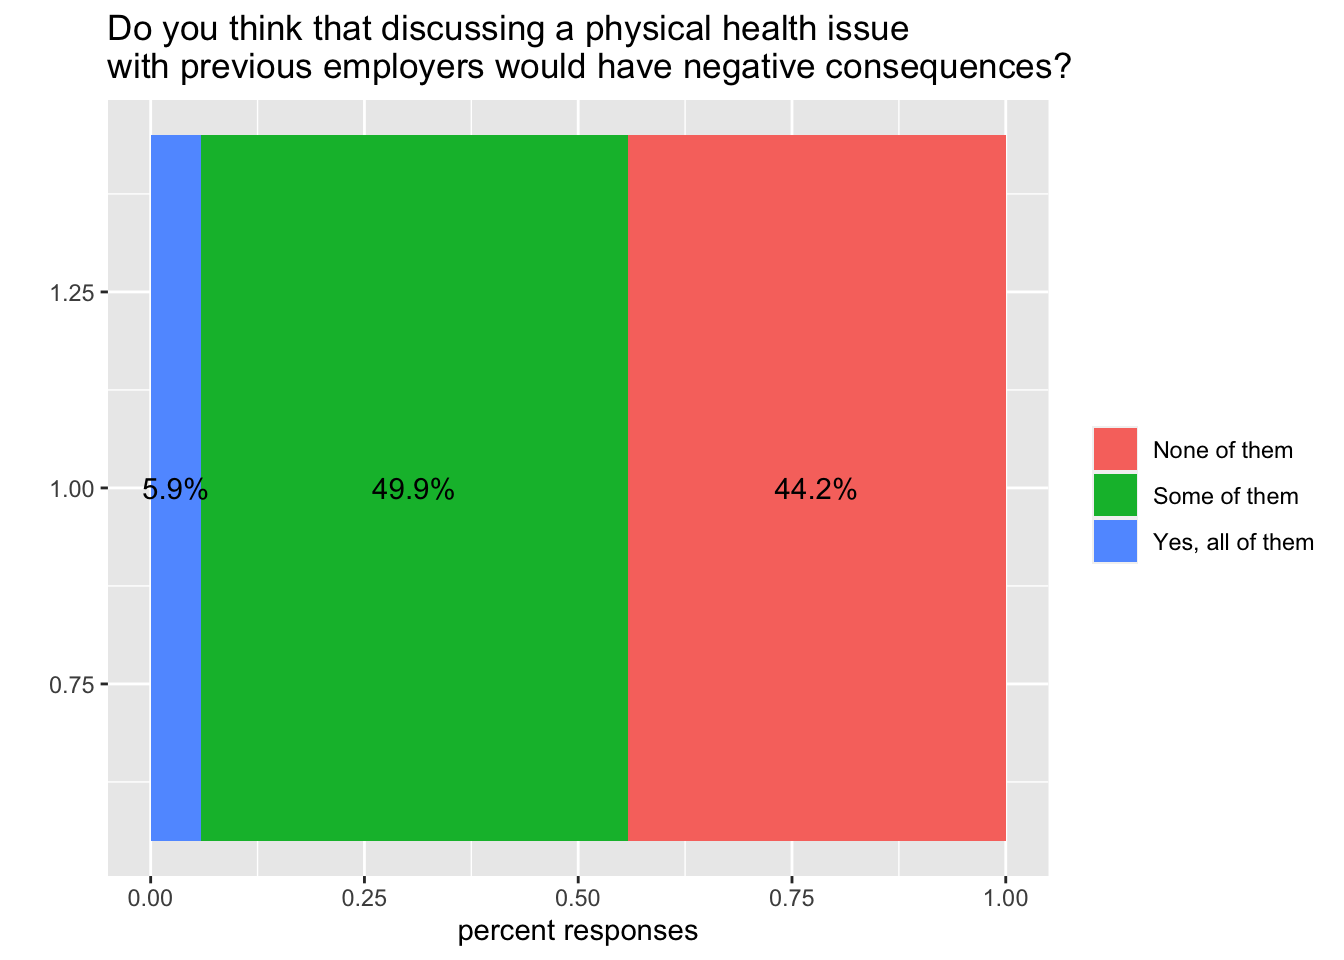 Do you think that discussing a physical health issue
with previous employers would have negative consequences?
1.25
1.00
0.75
5.9%
49.9%
44.2%
None of them
Some of them
Yes, all of them
0.00
0.25
0.50
0.75
1.00
percent responses